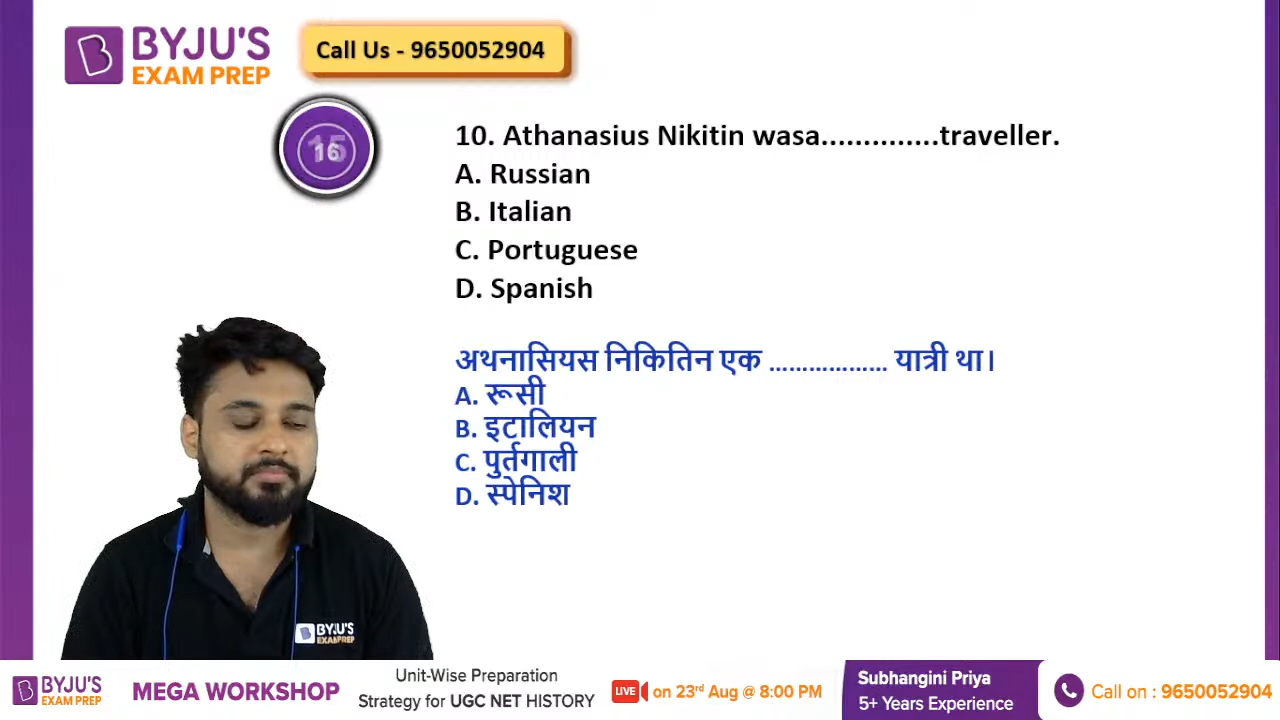 BYJU'S
EXAM PREP
Call Us - 9650052904
16
10. Athanasius Nikitin wasa..............traveller.
A. Russian
B. Italian
C. Portuguese
D. Spanish
अथनासियस निकितिन एक .................. यात्री था।
A. रूसी
B. इटालियन
C. पुर्तगाली
D. स्पेनिश
BYJU'S
EXAM PREP
BYJU'S
EXAM PREP
MEGA WORKSHOP
Unit-Wise Preparation
Strategy for UGC NET HISTORY
LIVE
on 23rd Aug @ 8:00 PM
Subhangini Priya
5+ Years Experience
Call on : 9650052904